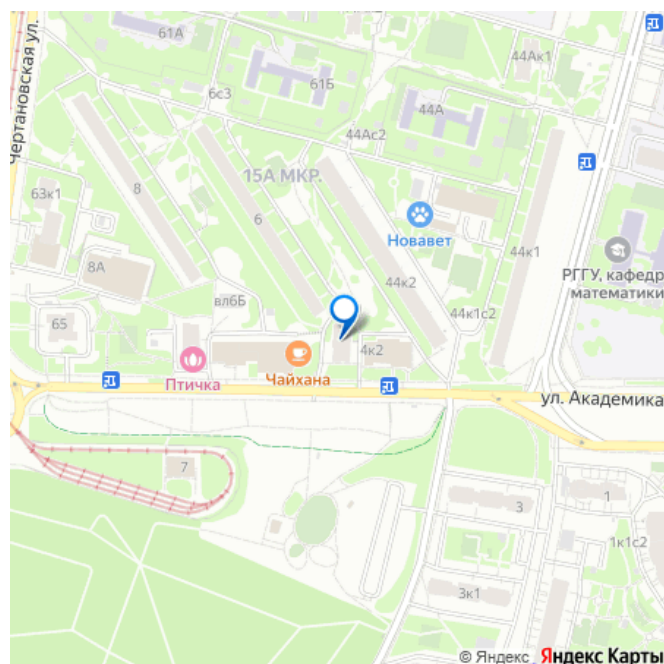 61А
44Ак1
61Б
6с3
44А
44Ас2
Чертановская ул.
15А МКР.
63к1
8
6
Новавет
44к1
РГГУ, кафедр
математики
8А
44к2
вл6Б
44к1с2
65
4к2
Птичка
Чайхана
ул. Академика
7
3
1
1к1с2
3к1
© Яндекс Яндекс Карты